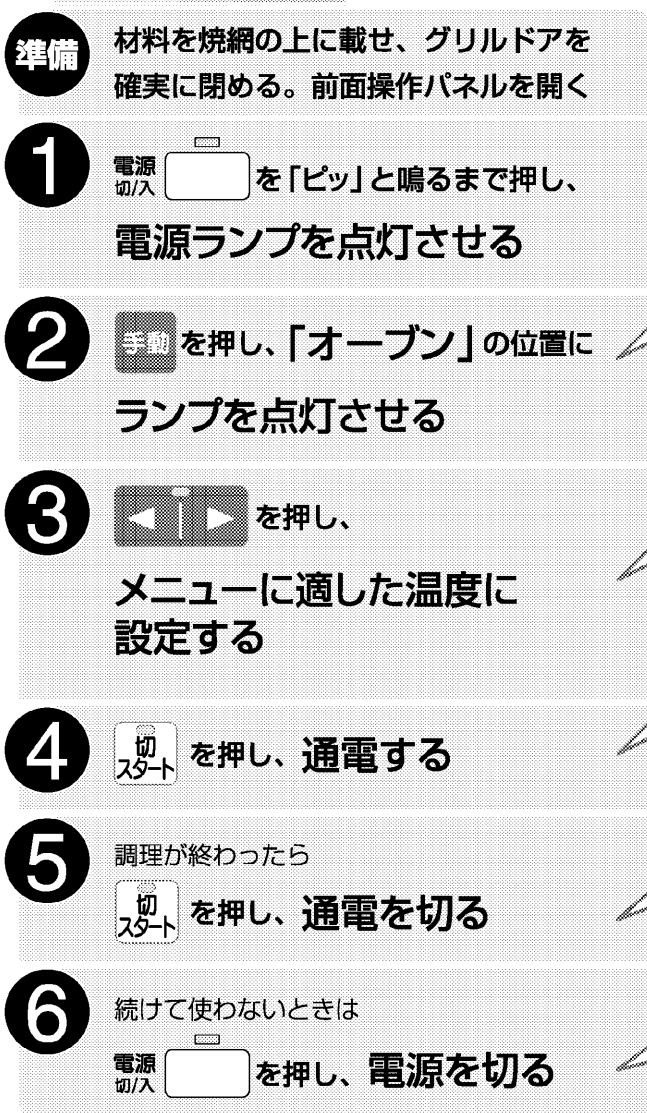 準備
材料を焼網の上に載せ、グリルドアを
確実に閉める。前面操作パネルを開く
1
電源
切/入 を「ピッ」と鳴るまで押し、
電源ランプを点灯させる
2
手動 を押し、「オーブン」の位置に
ランプを点灯させる
3
◀ | ▶ を押し、
メニューに適した温度に
設定する
4
切
スタート を押し、通電する
5
調理が終わったら
切
スタート を押し、通電を切る
6
続けて使わないときは
電源
切/入 を押し、電源を切る